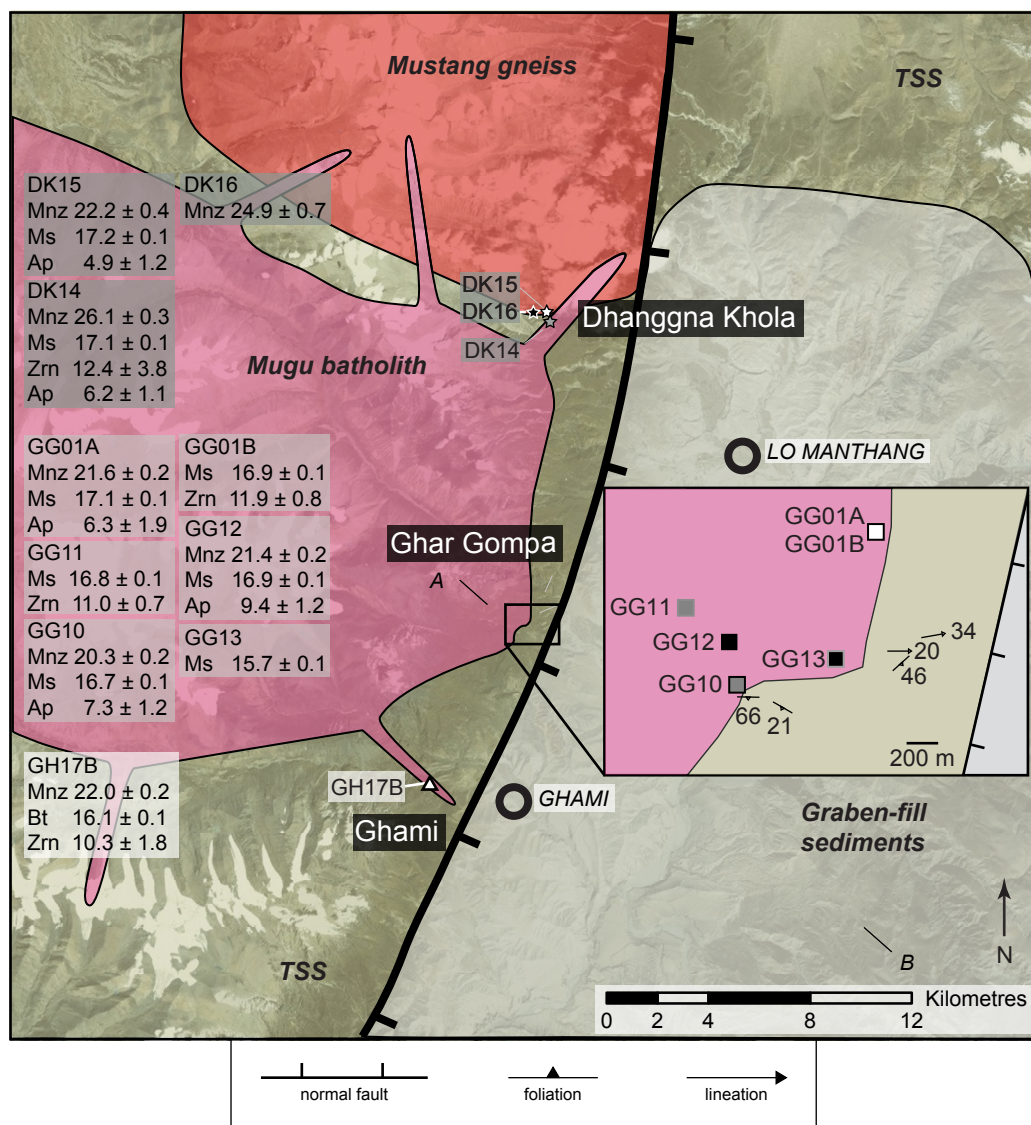 Mustang gneiss
TSS
DK15
Mnz 22.2 ± 0.4
Ms 17.2 ± 0.1
Ap 4.9 ± 1.2
DK16
Mnz 24.9 ± 0.7
DK14
Mnz 26.1 ± 0.3
Ms 17.1 ± 0.1
Zrn 12.4 ± 3.8
Ap 6.2 ± 1.1
DK15
DK16
DK14
Dhanggna Khola
Mugu batholith
GG01A
Mnz 21.6 ± 0.2
Ms 17.1 ± 0.1
Ap 6.3 ± 1.9
GG01B
Ms 16.9 ± 0.1
Zrn 11.9 ± 0.8
GG11
Ms 16.8 ± 0.1
Zrn 11.0 ± 0.7
GG12
Mnz 21.4 ± 0.2
Ms 16.9 ± 0.1
Ap 9.4 ± 1.2
GG10
Mnz 20.3 ± 0.2
Ms 16.7 ± 0.1
Ap 7.3 ± 1.2
GG13
Ms 15.7 ± 0.1
LO MANTHANG
Ghar Gompa
A
GG01A
GG01B
GG11
GG12
GG13
GG10
34
20
46
66
21
200 m
GH17B
Mnz 22.0 ± 0.2
Bt 16.1 ± 0.1
Zrn 10.3 ± 1.8
GH17B
Ghami
GHAMI
Graben-fill
sediments
TSS
B
N
Kilometres
0 2 4 8 12
normal fault
foliation
lineation